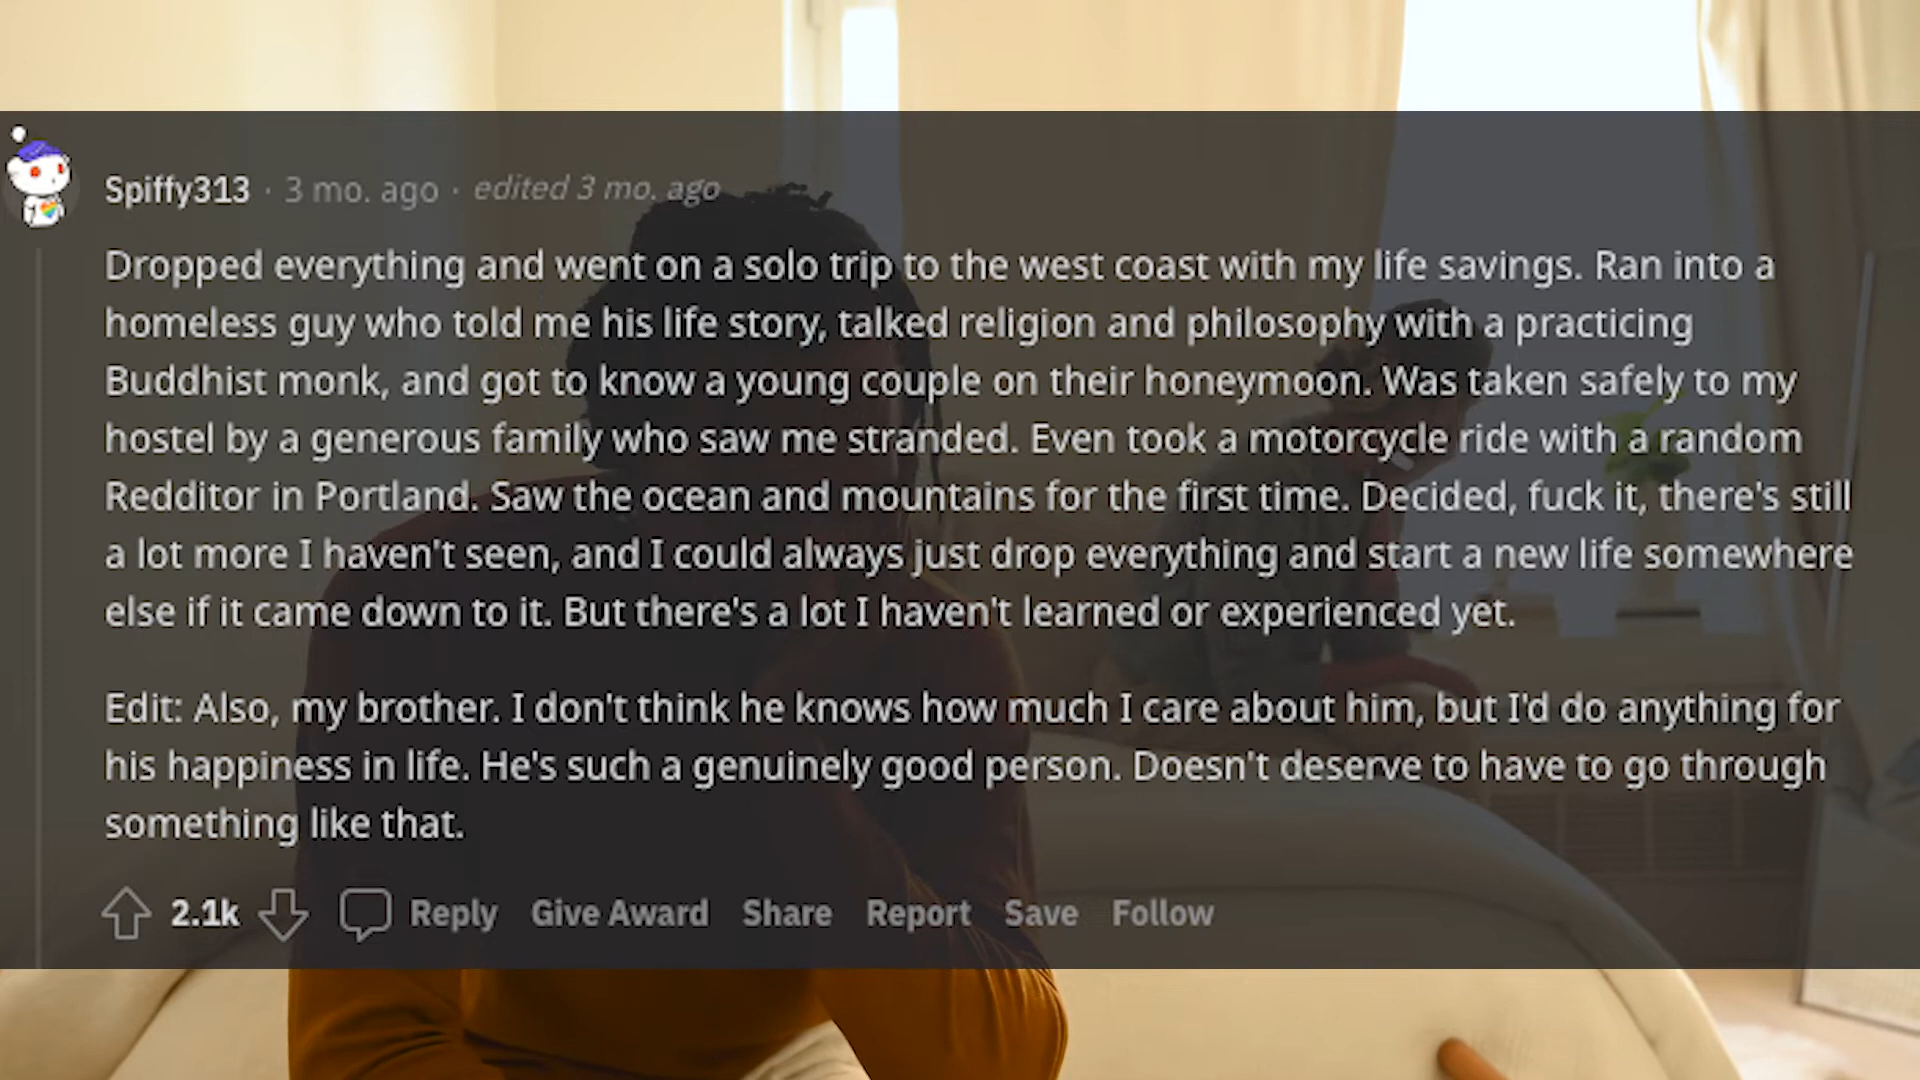 Spiffy313 · 3 mo. ago · edited 3 mo. ago
Dropped everything and went on a solo trip to the west coast with my life savings. Ran into a
homeless guy who told me his life story, talked religion and philosophy with a practicing
Buddhist monk, and got to know a young couple on their honeymoon. Was taken safely to my
hostel by a generous family who saw me stranded. Even took a motorcycle ride with a random
Redditor in Portland. Saw the ocean and mountains for the first time. Decided, fuck it, there's still
a lot more I haven't seen, and I could always just drop everything and start a new life somewhere
else if it came down to it. But there's a lot I haven't learned or experienced yet.
Edit: Also, my brother. I don't think he knows how much I care about him, but I'd do anything for
his happiness in life. He's such a genuinely good person. Doesn't deserve to have to go through
something like that.
2.1k Reply Give Award Share Report Save Follow